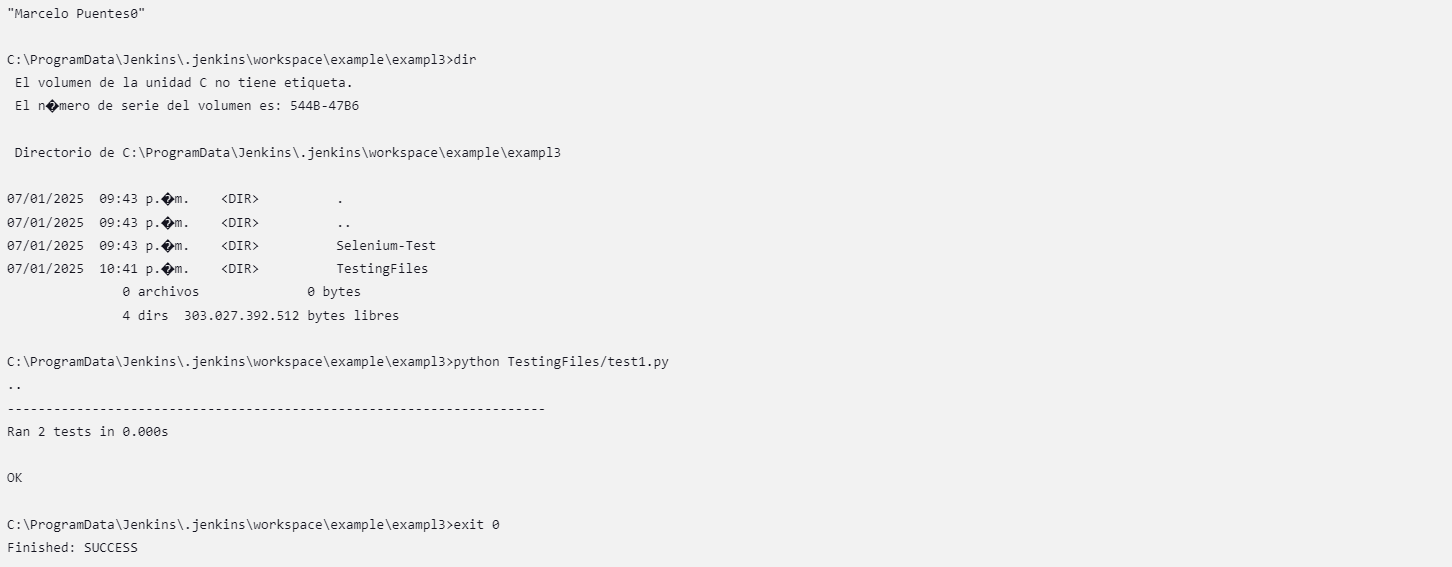 "Marcelo Puentes0"
C:\ProgramData\Jenkins\.jenkins\workspace\example\exampl3>dir
 El volumen de la unidad C no tiene etiqueta.
 El n�mero de serie del volumen es: 544B-47B6
 Directorio de C:\ProgramData\Jenkins\.jenkins\workspace\example\exampl3
07/01/2025  09:43 p.�m.    <DIR>          .
07/01/2025  09:43 p.�m.    <DIR>          ..
07/01/2025  09:43 p.�m.    <DIR>          Selenium-Test
07/01/2025  10:41 p.�m.    <DIR>          TestingFiles
               0 archivos              0 bytes
               4 dirs  303.027.392.512 bytes libres
C:\ProgramData\Jenkins\.jenkins\workspace\example\exampl3>python TestingFiles/test1.py
..
----------------------------------------------------------------------
Ran 2 tests in 0.000s
OK
C:\ProgramData\Jenkins\.jenkins\workspace\example\exampl3>exit 0
Finished: SUCCESS